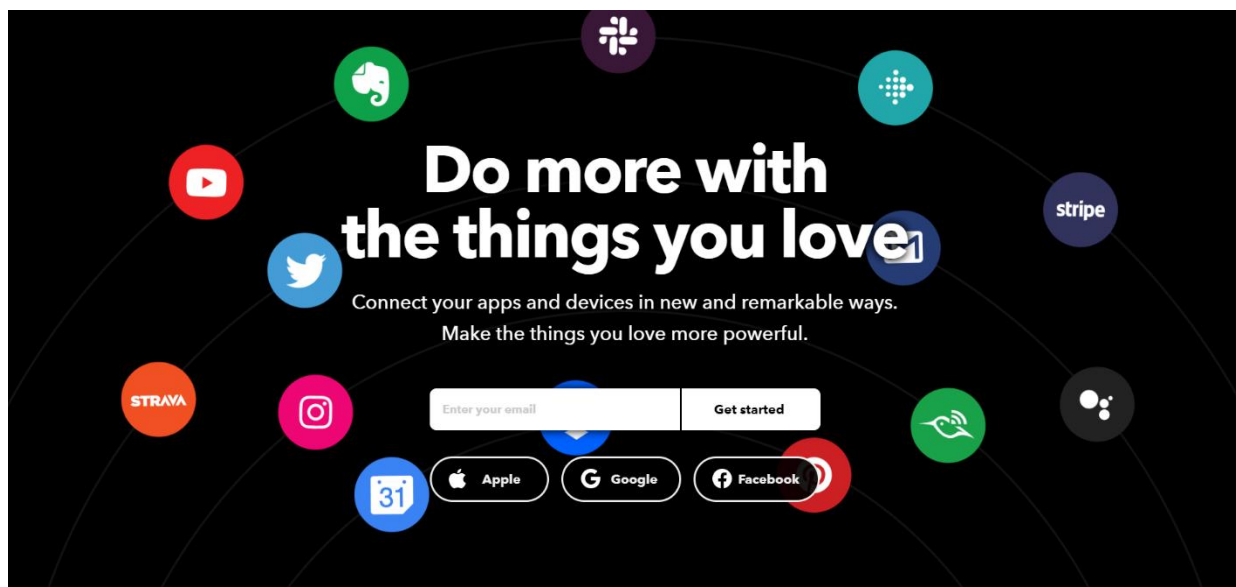 stripe
Do more with
the things you love
Connect your apps and devices in new and remarkable ways.
Make the things you love more powerful.
STRAVA
Enter your email
Get started
31
Apple
Google
Facebook